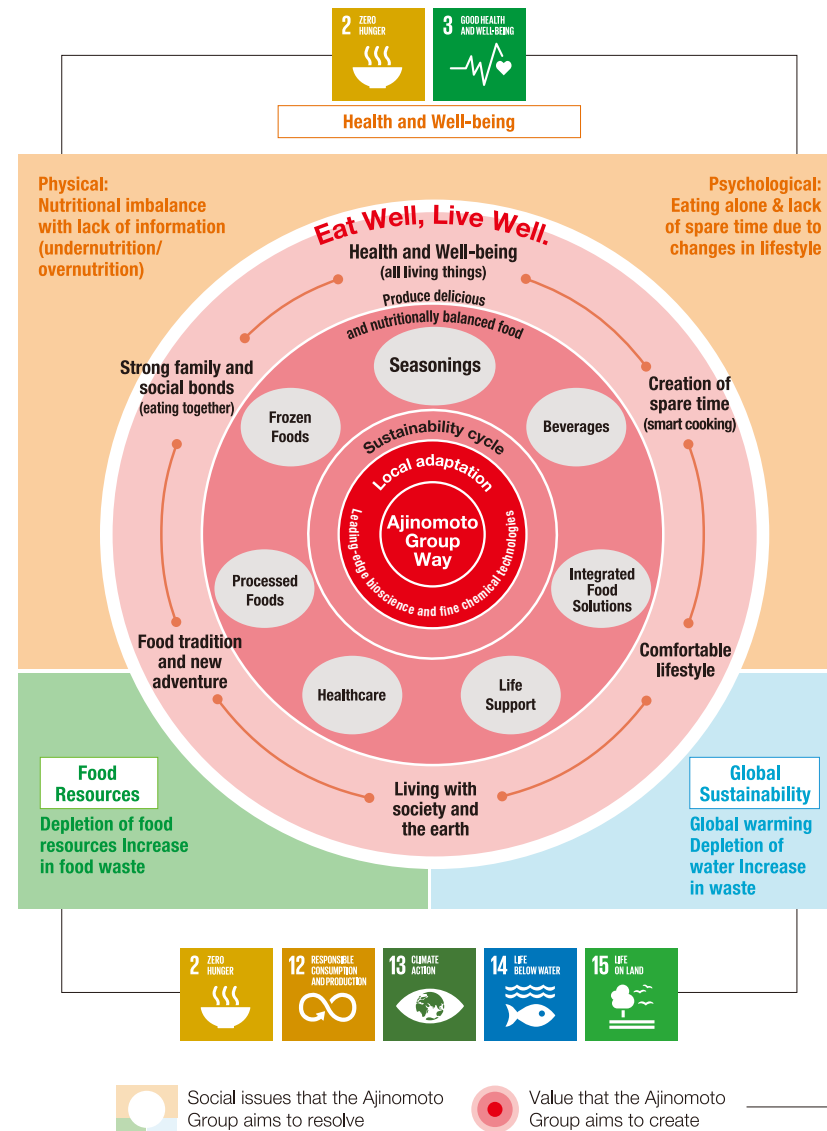 2 ZERO
HUNGER
3 GOOD HEALTH
AND WELL-BEING
Health and Well-being
Physical:
Nutritional imbalance
with lack of information
(undernutrition/
overnutrition)
Psychological:
Eating alone & lack
of spare time due to
changes in lifestyle
Eat Well, Live Well.
Health and Well-being
(all living things)
Produce delicious
and nutritionally balanced food
Seasonings
Strong family and
social bonds
(eating together)
Creation of
spare time
(smart cooking)
Frozen
Foods
Beverages
Sustainability cycle
Local adaptation
Ajinomoto
Group
Way
Leading-edge bioscience and fine chemical technologies
Processed
Foods
Integrated
Food
Solutions
Food tradition
and new
adventure
Comfortable
lifestyle
Healthcare
Life
Support
Living with
society and
the earth
Food
Resources
Depletion of food
resources Increase
in food waste
Global
Sustainability
Global warming
Depletion of
water Increase
in waste
2 ZERO
HUNGER
12 RESPONSIBLE
CONSUMPTION
AND PRODUCTION
13 CLIMATE
ACTION
14 LIFE
BELOW WATER
15 LIFE
ON LAND
Social issues that the Ajinomoto
Group aims to resolve
Value that the Ajinomoto
Group aims to create